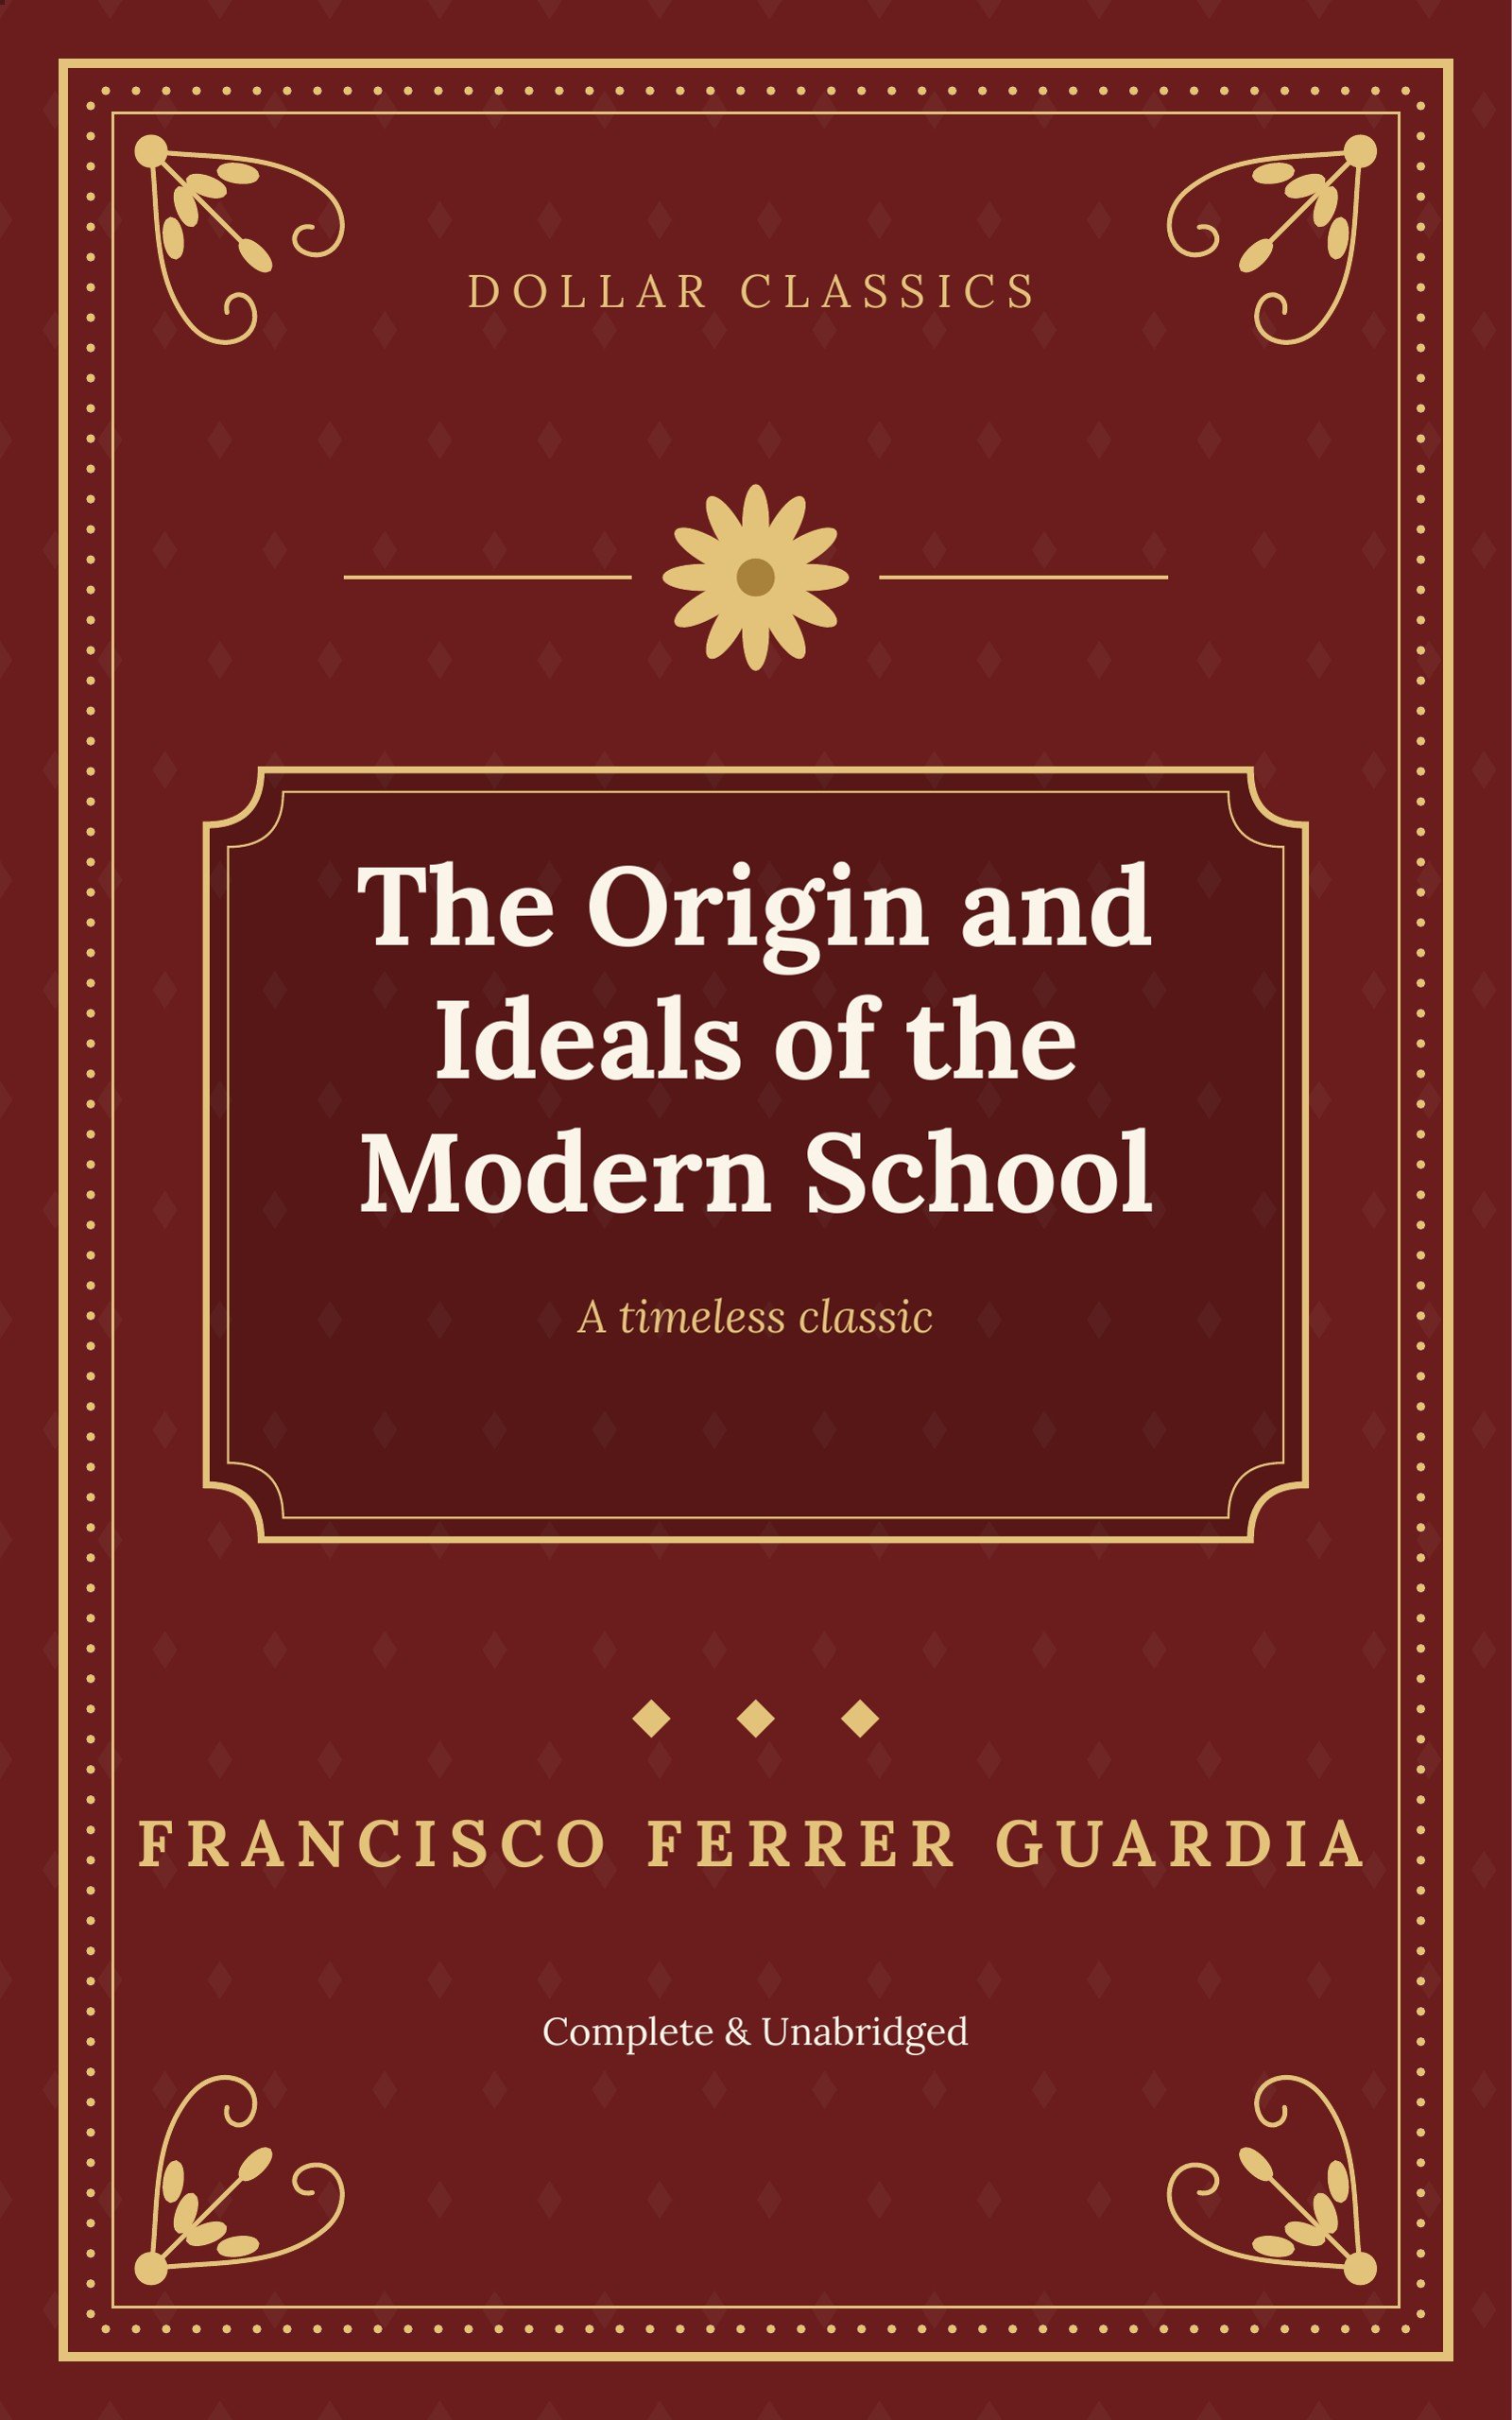 DOLLAR CLASSICS
The Origin and
Ideals of the
Modern School
A timeless classic
FRANCISCO FERRER GUARDIA
Complete & Unabridged